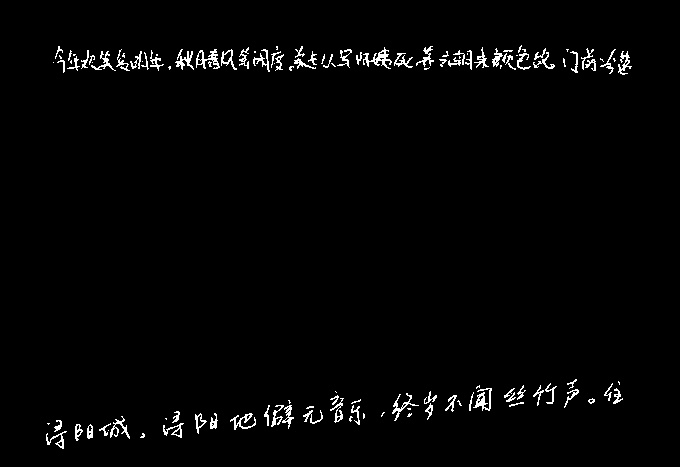 今年欢笑复明年，秋月春风等闲度。弟走从军阿姨死，暮去朝来颜色故。门前冷落
浔阳城。浔阳地僻无音乐，终岁不闻丝竹声。住